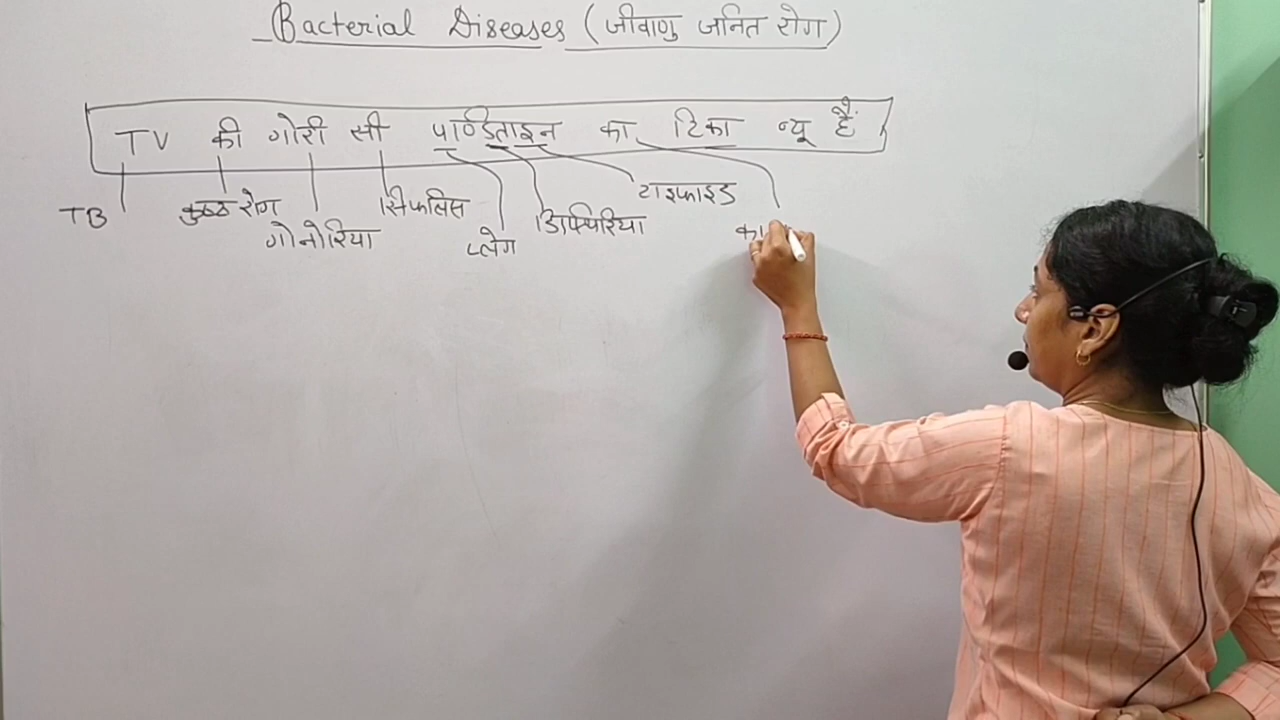 Bacterial Diseases (जीवाणु जनित रोग)
TV की गोरी सी पाण्डिताइन का टिका न्यू है
TB कुष्ठ रोग गोनोरिया सिफलिस प्लेग डिफ्थिरिया टाइफाइड